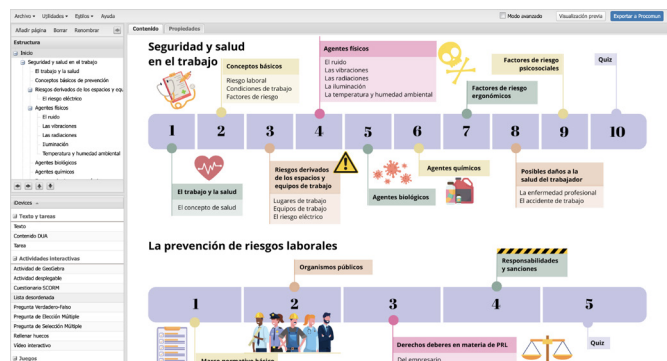 Archivo Utilidades Estilos Ayuda
Modo avanzado
Visualización previa
Exportar a Procomun
Añadir página Borrar Renombrar
Estructura
Inicio
Seguridad y salud en el trabajo
El trabajo y la salud
Conceptos básicos de prevención
Riesgos derivados de los espacios y equ
El riesgo eléctrico
Agentes físicos
El ruido
Las vibraciones
Las radiaciones
Iluminación
Temperatura y humedad ambiental
Agentes biológicos
Agentes químicos
iDevices
Texto y tareas
Texto
Contenido DUA
Tarea
Actividades interactivas
Actividad de GeoGebra
Actividad desplegable
Cuestionario SCORM
Lista desordenada
Pregunta Verdadero-Falso
Pregunta de Elección Múltiple
Pregunta de Selección Múltiple
Rellenar huecos
Vídeo interactivo
Juegos
Contenido Propiedades
Seguridad y salud
en el trabajo
Conceptos básicos
Riesgo laboral
Condiciones de trabajo
Factores de riesgo
Agentes físicos
El ruido
Las vibraciones
Las radiaciones
La iluminación
La temperatura y humedad ambiental
Factores de riesgo
ergonómicos
Factores de riesgo
psicosociales
Quiz
1 2 3 4 5 6 7 8 9 10
El trabajo y la salud
El concepto de salud
Riesgos derivados
de los espacios y
equipos de trabajo
Lugares de trabajo
Equipos de trabajo
El riesgo eléctrico
Agentes biológicos
Agentes químicos
Posibles daños a la
salud del trabajador
La enfermedad profesional
El accidente de trabajo
La prevención de riesgos laborales
Organismos públicos
Responsabilidades
y sanciones
1 2 3 4 5
Marco normativo básico
Derechos deberes en materia de PRL
Del empresario
Quiz